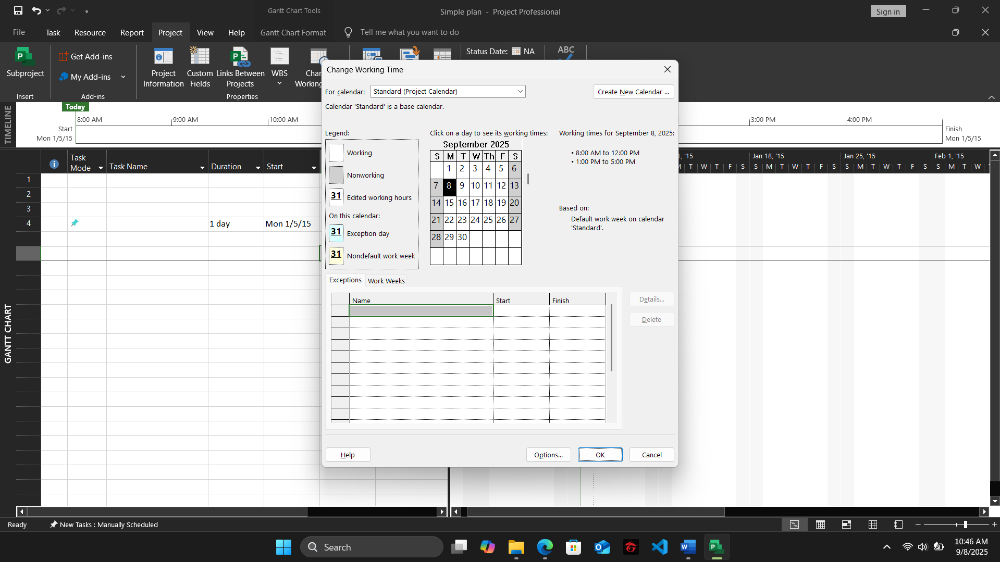 Gantt Chart Tools
Simple plan - Project Professional
Sign in
File
Task
Resource
Report
Project
View
Help
Gantt Chart Format
Tell me what you want to do
Subproject
Insert
Get Add-ins
My Add-ins
Add-ins
Project Information
Custom Fields
Links Between Projects
WBS
Properties
Status Date:
NA
ABC
TIMELINE
Today
8:00 AM
9:00 AM
10:00 AM
3:00 PM
4:00 PM
Start
Mon 1/5/15
Finish
Mon 1/5/15
Task Mode
Task Name
Duration
Start
1
2
3
4
1 day
Mon 1/5/15
GANTT CHART
Change Working Time
For calendar:
Standard (Project Calendar)
Create New Calendar ...
Calendar 'Standard' is a base calendar.
Legend:
Working
Nonworking
31 Edited working hours
On this calendar:
31 Exception day
31 Nondefault work week
Click on a day to see its working times:
September 2025
S M T W Th F S
1 2 3 4 5 6
7 8 9 10 11 12 13
14 15 16 17 18 19 20
21 22 23 24 25 26 27
28 29 30
Working times for September 8, 2025:
• 8:00 AM to 12:00 PM
• 1:00 PM to 5:00 PM
Based on:
Default work week on calendar
'Standard'.
Exceptions
Work Weeks
Name
Start
Finish
Details...
Delete
Help
Options...
OK
Cancel
Jan 18, '15
Jan 25, '15
Feb 1, '15
T W T F S S M T W T F S S M T W T F S S M T W
Ready
New Tasks : Manually Scheduled
Search
10:46 AM
9/8/2025